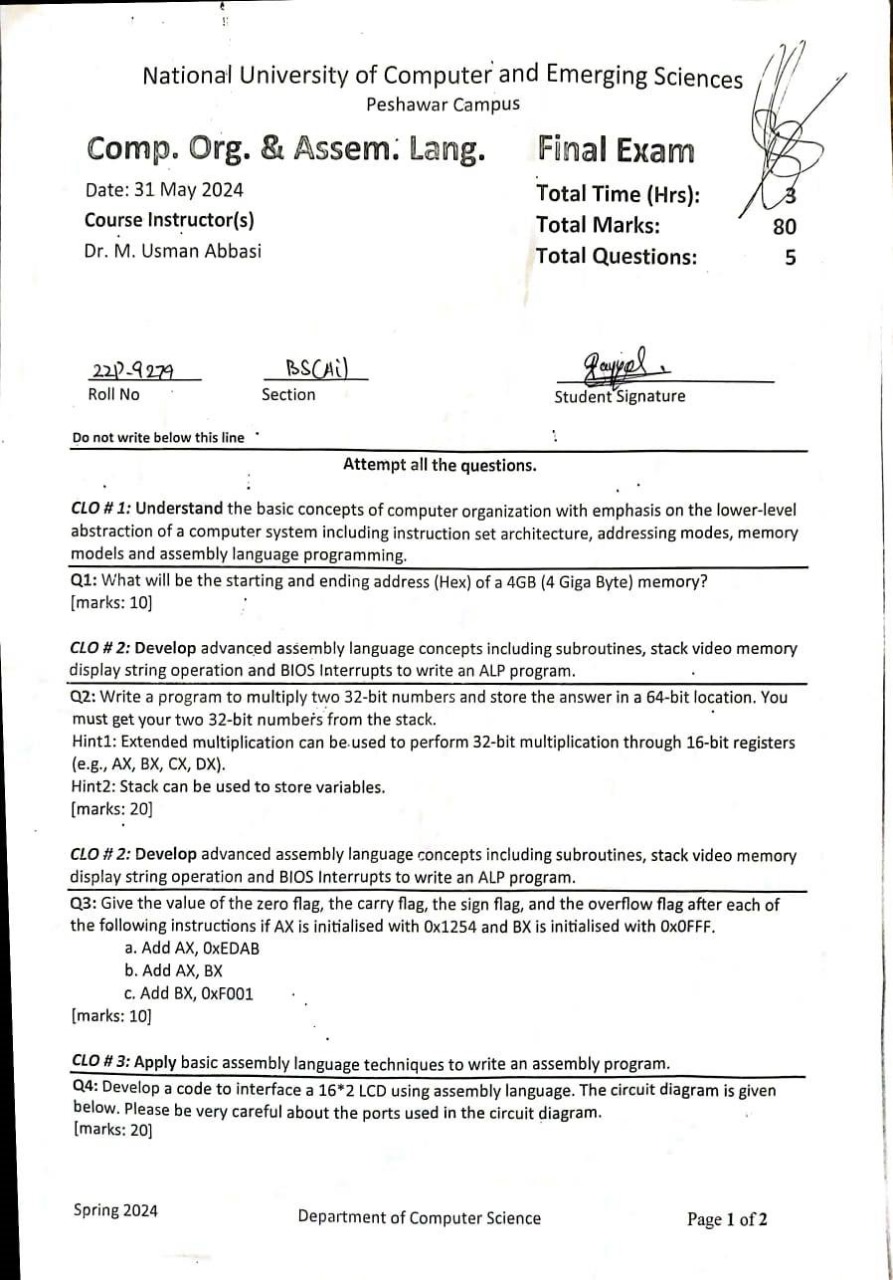 National University of Computer and Emerging Sciences
Peshawar Campus
Comp. Org. & Assem. Lang.
Final Exam
Date: 31 May 2024
Course Instructor(s)
Dr. M. Usman Abbasi
Total Time (Hrs): 3
Total Marks: 80
Total Questions: 5
22P-9279
Roll No
BS(Ai)
Section
Student Signature
Do not write below this line
Attempt all the questions.
CLO # 1: Understand the basic concepts of computer organization with emphasis on the lower-level
abstraction of a computer system including instruction set architecture, addressing modes, memory
models and assembly language programming.
Q1: What will be the starting and ending address (Hex) of a 4GB (4 Giga Byte) memory?
[marks: 10]
CLO # 2: Develop advanced assembly language concepts including subroutines, stack video memory
display string operation and BIOS Interrupts to write an ALP program.
Q2: Write a program to multiply two 32-bit numbers and store the answer in a 64-bit location. You
must get your two 32-bit numbers from the stack.
Hint1: Extended multiplication can be used to perform 32-bit multiplication through 16-bit registers
(e.g., AX, BX, CX, DX).
Hint2: Stack can be used to store variables.
[marks: 20]
CLO # 2: Develop advanced assembly language concepts including subroutines, stack video memory
display string operation and BIOS Interrupts to write an ALP program.
Q3: Give the value of the zero flag, the carry flag, the sign flag, and the overflow flag after each of
the following instructions if AX is initialised with 0x1254 and BX is initialised with 0x0FFF.
a. Add AX, 0xEDAB
b. Add AX, BX
c. Add BX, 0xF001
[marks: 10]
CLO # 3: Apply basic assembly language techniques to write an assembly program.
Q4: Develop a code to interface a 16*2 LCD using assembly language. The circuit diagram is given
below. Please be very careful about the ports used in the circuit diagram.
[marks: 20]
Spring 2024
Department of Computer Science
Page 1 of 2